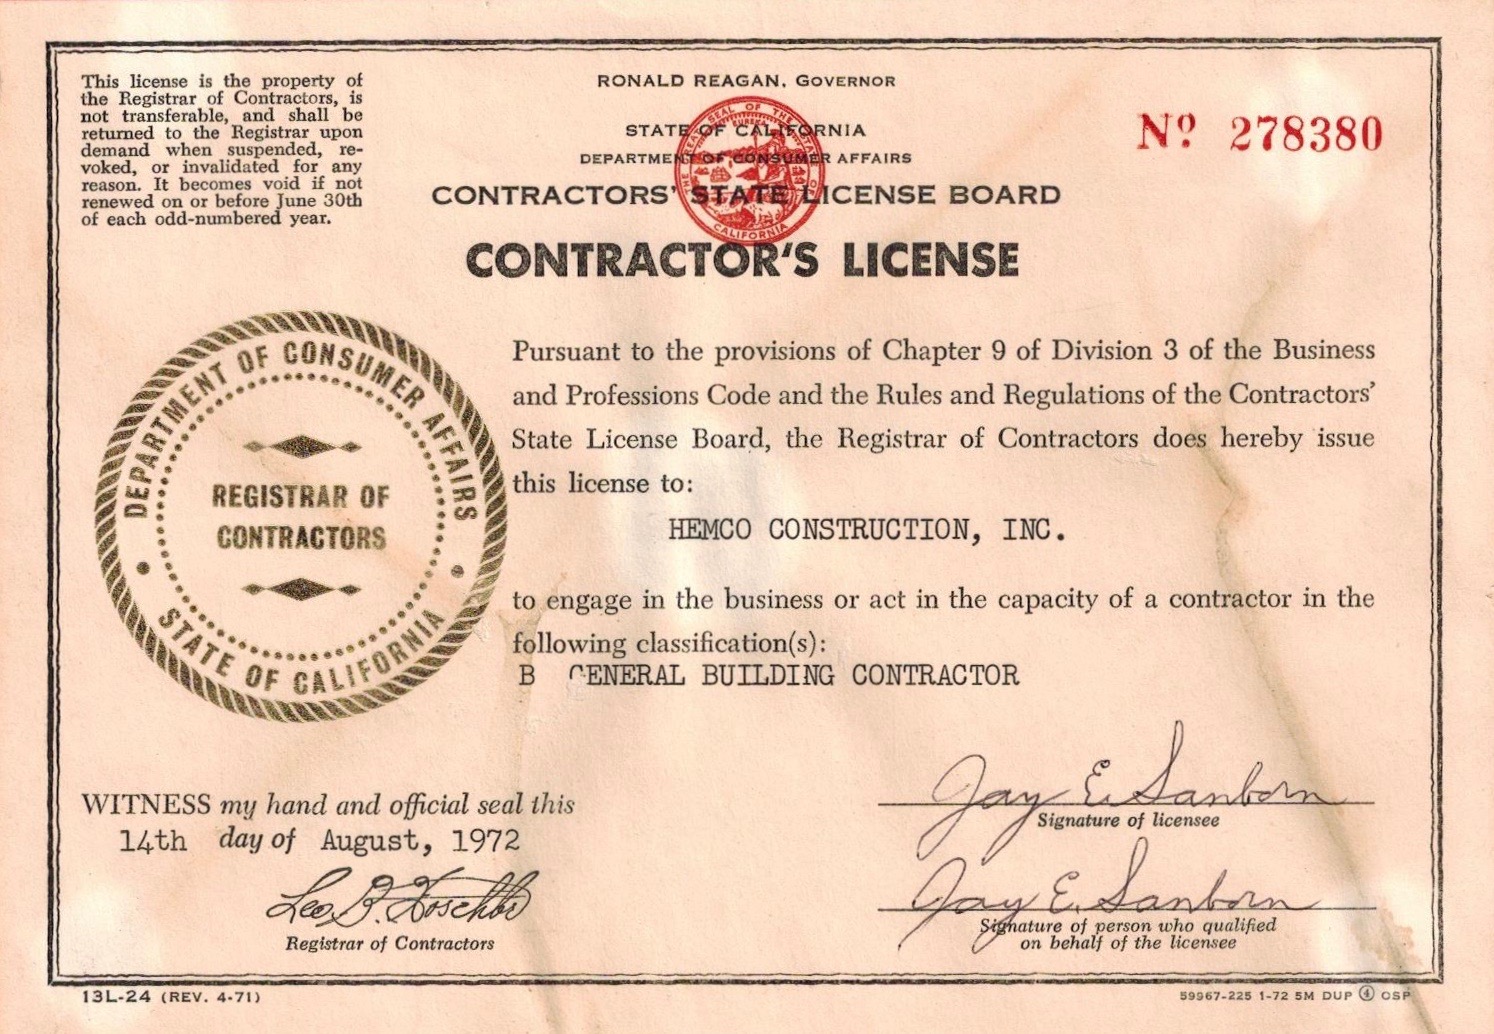 This license is the property of
the Registrar of Contractors, is
not transferable, and shall be
returned to the Registrar upon
demand when suspended, re-
voked, or invalidated for any
reason. It becomes void if not
renewed on or before June 30th
of each odd-numbered year.
RONALD REAGAN, GOVERNOR
STATE OF CALIFORNIA
DEPARTMENT OF CONSUMER AFFAIRS
CONTRACTORS' STATE LICENSE BOARD
CONTRACTOR'S LICENSE
THE GREAT SEAL OF THE STATE OF CALIFORNIA
EUREKA
Nº 278380
DEPARTMENT OF CONSUMER AFFAIRS
REGISTRAR OF
CONTRACTORS
STATE OF CALIFORNIA
Pursuant to the provisions of Chapter 9 of Division 3 of the Business
and Professions Code and the Rules and Regulations of the Contractors'
State License Board, the Registrar of Contractors does hereby issue
this license to:
HEMCO CONSTRUCTION, INC.
to engage in the business or act in the capacity of a contractor in the
following classification(s):
B GENERAL BUILDING CONTRACTOR
WITNESS my hand and official seal this
14th day of August, 1972
Leo B.
Registrar of Contractors
Jay E. Sanborn
Signature of licensee
Jay E. Sanborn
Signature of person who qualified
on behalf of the licensee
13L-24 (REV. 4-71)
59967-225 1-72 5M DUP 4 OSP